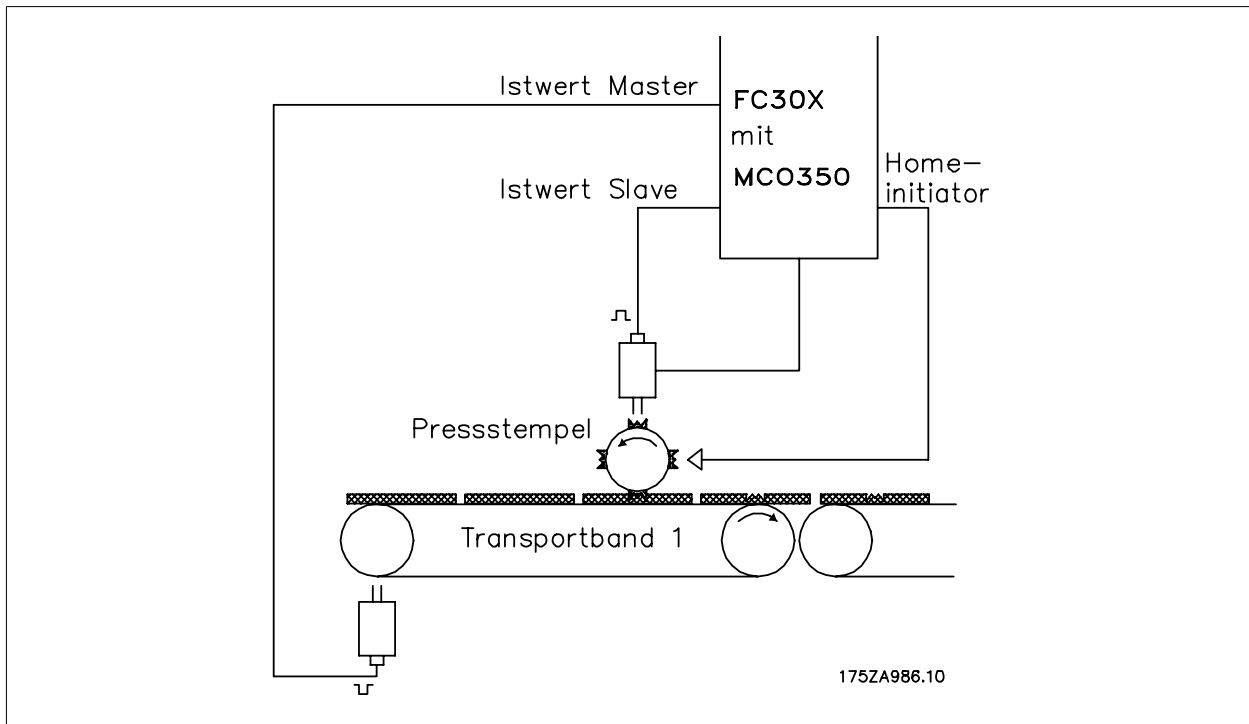 Istwert Master
FC30X
mit
MCO350
Home-
initiator
Istwert Slave
Pressstempel
Transportband 1
175ZA986.10